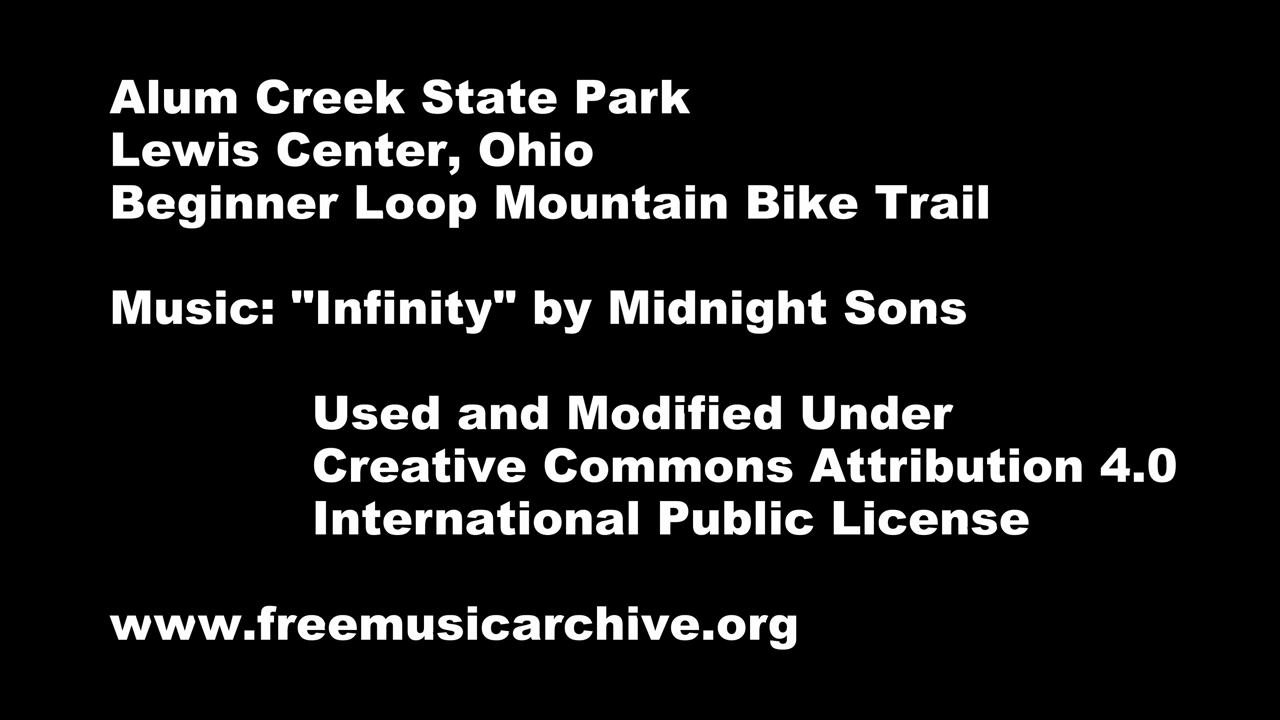 Alum Creek State Park
Lewis Center, Ohio
Beginner Loop Mountain Bike Trail
Music: "Infinity" by Midnight Sons
Used and Modified Under
Creative Commons Attribution 4.0
International Public License
www.freemusicarchive.org